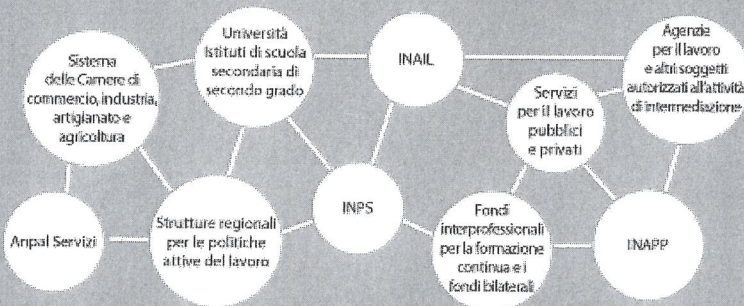 Sistema
delle Camere di
commercio, industria,
artigianato e
agricoltura
Università
Istituti di scuola
secondaria di
secondo grado
INAIL
Agenzie
per il lavoro
e altri soggetti
autorizzati all'attività
di intermediazione
Servizi
per il lavoro
pubblici
e privati
Anpal Servizi
Strutture regionali
per le politiche
attive del lavoro
INPS
Fondi
interprofessionali
per la formazione
continua e i
fondi bilaterali
INAPP